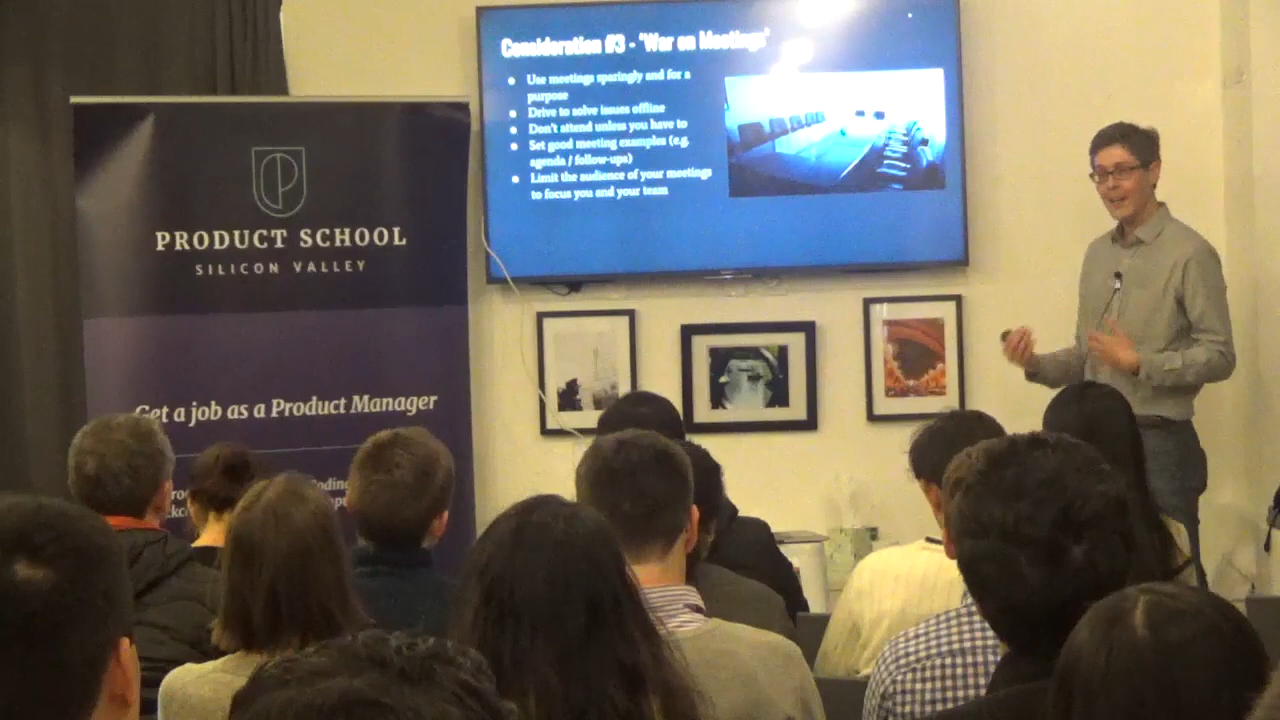 Consideration #3 - 'War on Meetings'
Use meetings sparingly and for a
purpose
Drive to solve issues offline
Don't attend unless you have to
Set good meeting examples (e.g.
agenda / follow-ups)
Limit the audience of your meetings
to focus you and your team
PRODUCT SCHOOL
SILICON VALLEY
Get a job as a Product Manager